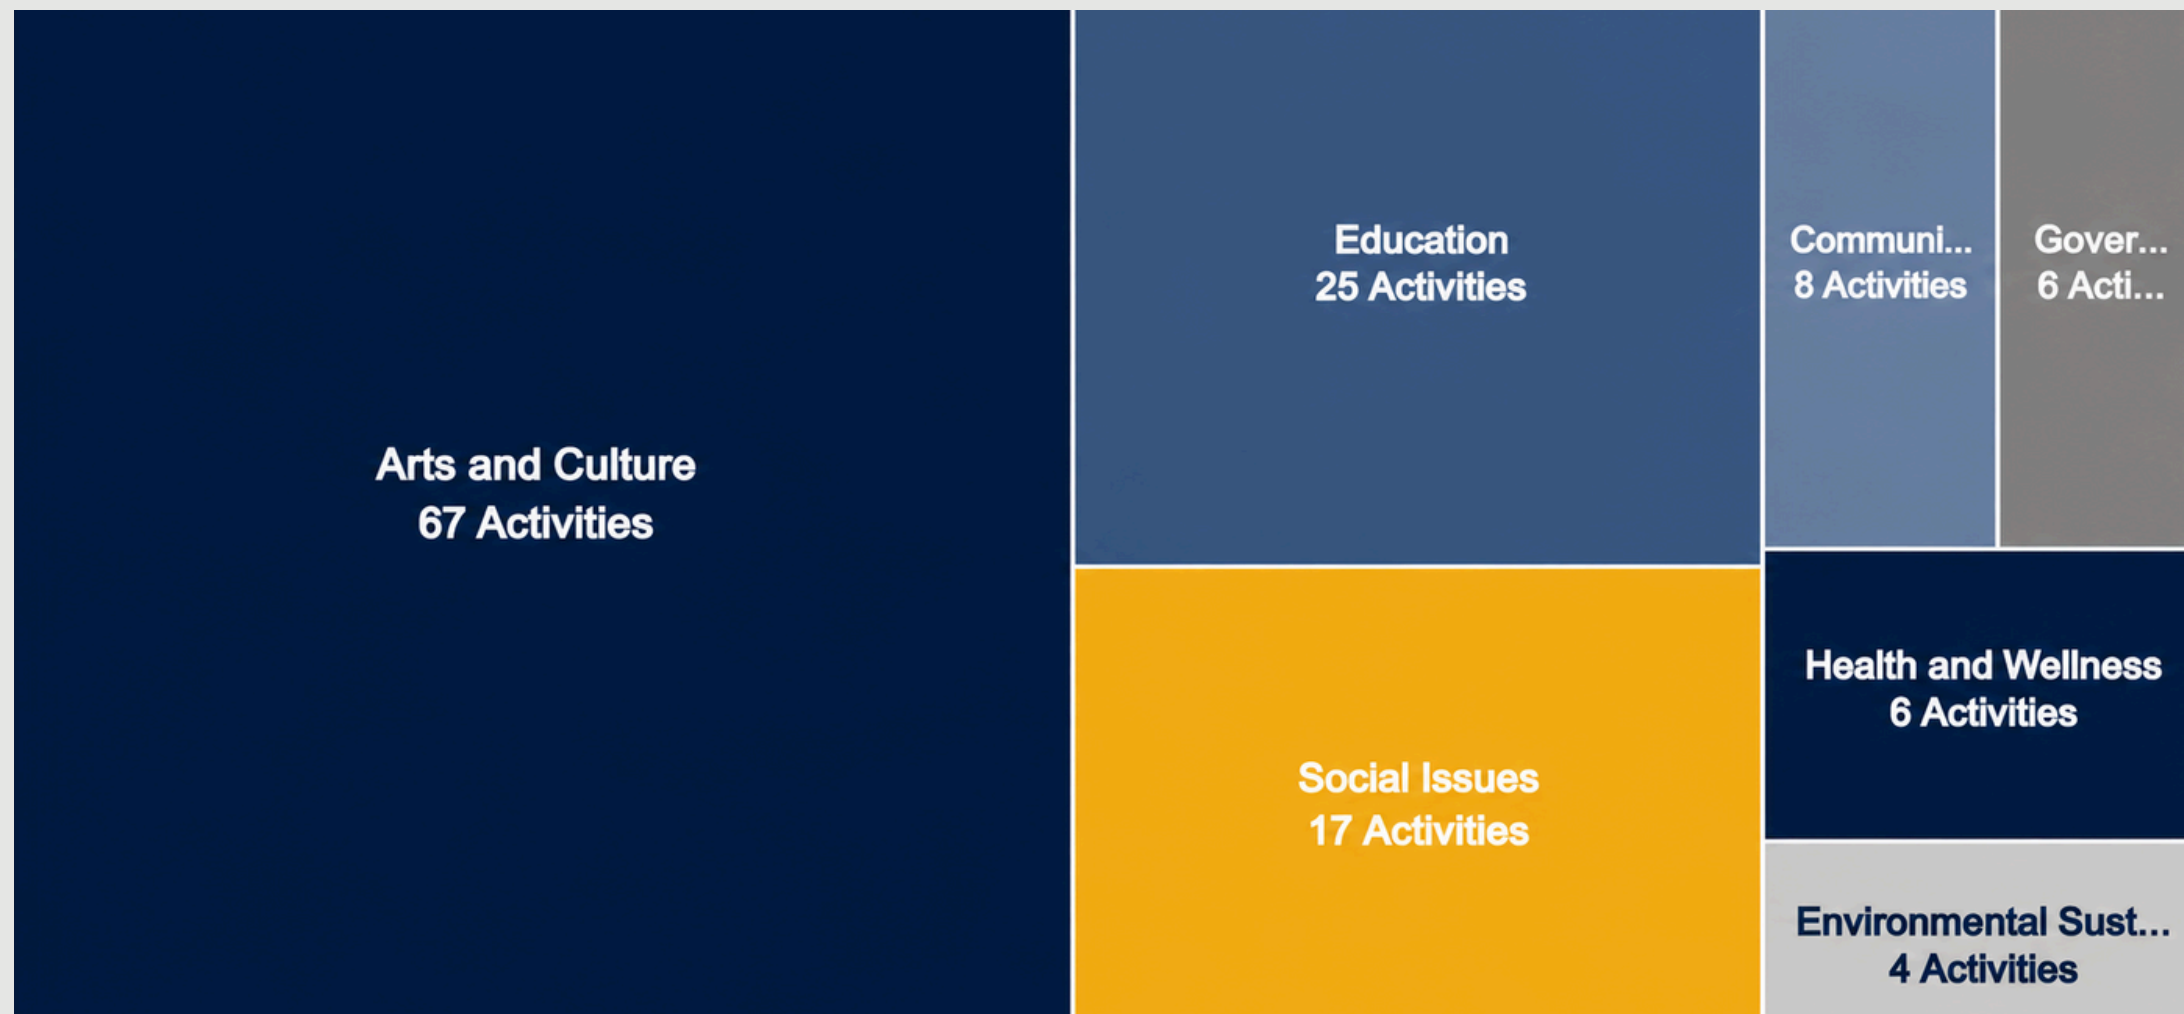 Arts and Culture
67 Activities
Education
25 Activities
Social Issues
17 Activities
Communi...
8 Activities
Gover...
6 Acti...
Health and Wellness
6 Activities
Environmental Sust...
4 Activities